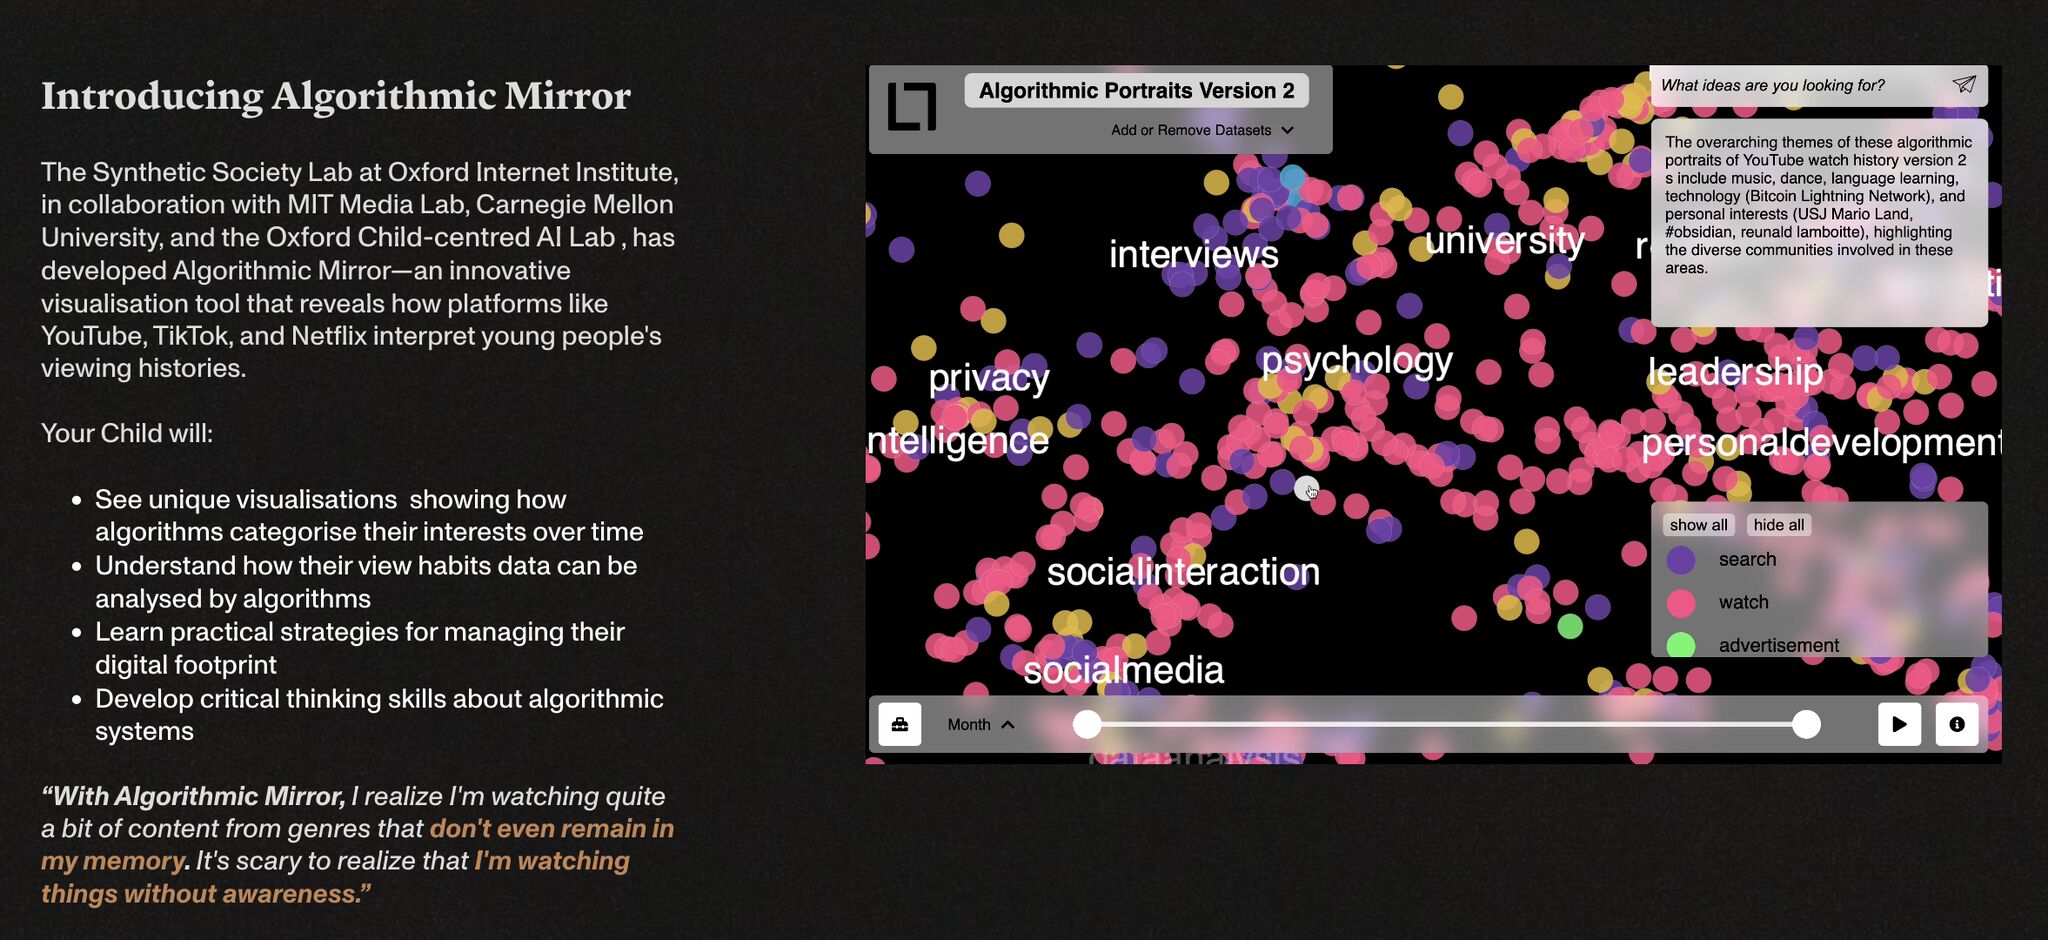 Introducing Algorithmic Mirror
The Synthetic Society Lab at Oxford Internet Institute,
in collaboration with MIT Media Lab, Carnegie Mellon
University, and the Oxford Child-centred AI Lab , has
developed Algorithmic Mirror—an innovative
visualisation tool that reveals how platforms like
YouTube, TikTok, and Netflix interpret young people's
viewing histories.
Your Child will:
• See unique visualisations  showing how
algorithms categorise their interests over time
• Understand how their view habits data can be
analysed by algorithms
• Learn practical strategies for managing their
digital footprint
• Develop critical thinking skills about algorithmic
systems
“With Algorithmic Mirror, I realize I'm watching quite
a bit of content from genres that don't even remain in
my memory. It's scary to realize that I'm watching
things without awareness.”
Algorithmic Portraits Version 2
Add or Remove Datasets
What ideas are you looking for?
The overarching themes of these algorithmic
portraits of YouTube watch history version 2
s include music, dance, language learning,
technology (Bitcoin Lightning Network), and
personal interests (USJ Mario Land,
#obsidian, reunald lamboitte), highlighting
the diverse communities involved in these
areas.
interviews
university
psychology
privacy
leadership
ntelligence
personaldevelopment
socialinteraction
socialmedia
show all
hide all
search
watch
advertisement
Month
dataanalysis